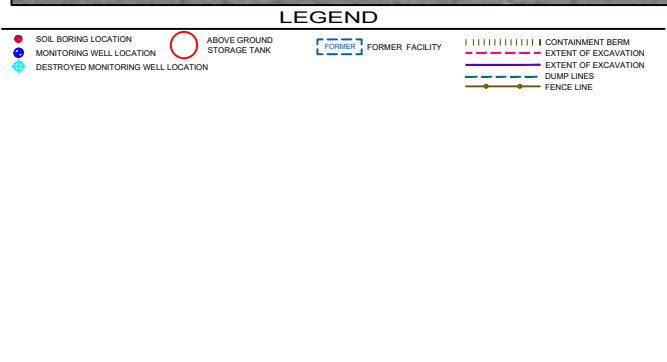 LEGEND
SOIL BORING LOCATION
MONITORING WELL LOCATION
DESTROYED MONITORING WELL LOCATION
ABOVE GROUND
STORAGE TANK
FORMER FORMER FACILITY
CONTAINMENT BERM
EXTENT OF EXCAVATION
EXTENT OF EXCAVATION
DUMP LINES
FENCE LINE